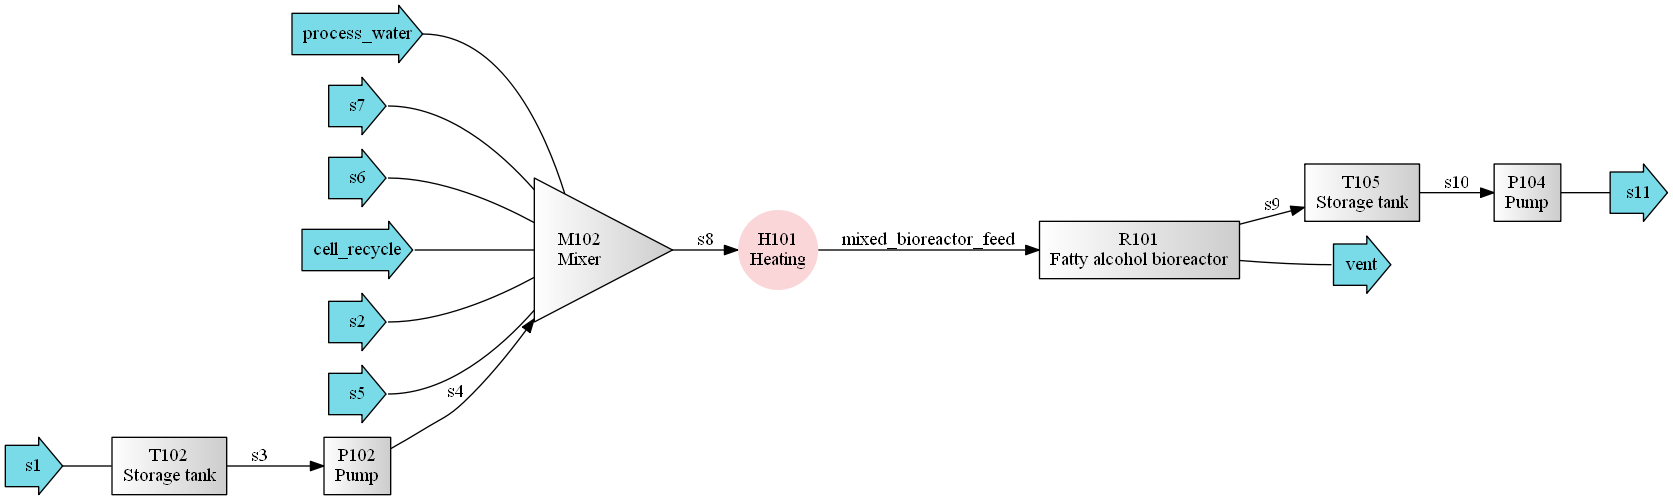 process_water
s7
s6
cell_recycle
s2
s5
s1
T102
Storage tank
s3
P102
Pump
s4
M102
Mixer
s8
H101
Heating
mixed_bioreactor_feed
R101
Fatty alcohol bioreactor
s9
vent
T105
Storage tank
s10
P104
Pump
s11